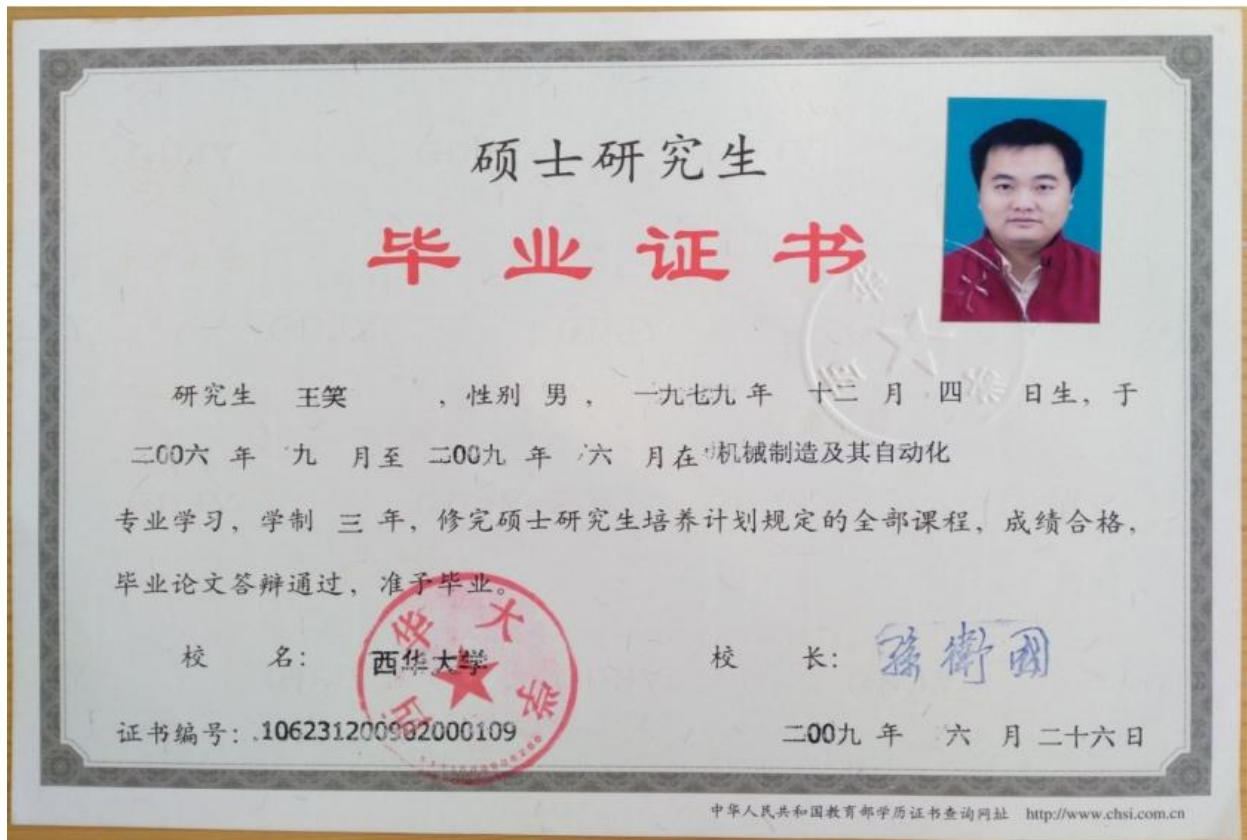 硕士研究生
毕业证书
研究生 王笑 ，性别 男 ， 一九七九 年 十二 月 四 日生，于
二00六 年 九 月至 二00九 年 六 月在 机械制造及其自动化
专业学习，学制 三 年，修完硕士研究生培养计划规定的全部课程，成绩合格，
毕业论文答辩通过，准予毕业。
校 名： 西华大学
西华大学
校 长： 孫衛國
证书编号：106231200902000109
二00九 年 六 月 二十六 日
中华人民共和国教育部学历证书查询网址 http://www.chsi.com.cn